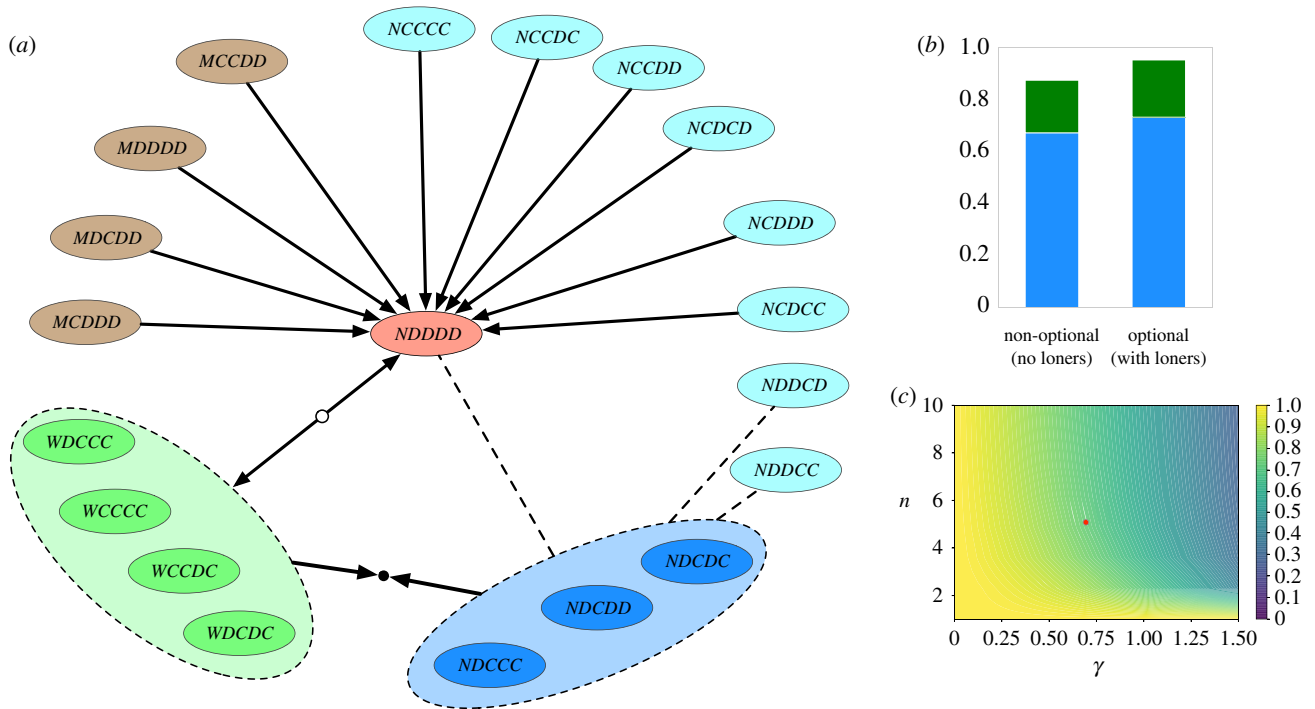 (a)
NCCCC
NCCDC
NCCDD
NCDCD
NCDDD
NCDCC
MCCDD
MDDDD
MDCDD
MCDDD
NDDDD
NDDCD
NDDCC
WDCCC
WCCCC
WCCDC
WDCDC
NDCDC
NDCDD
NDCCC
(b)
1.0
0.8
0.6
0.4
0.2
0
non-optional
(no loners)
optional
(with loners)
(c)
10
8
n 6
4
2
0 0.25 0.50 0.75 1.00 1.25 1.50
γ
1.0
0.9
0.8
0.7
0.6
0.5
0.4
0.3
0.2
0.1
0